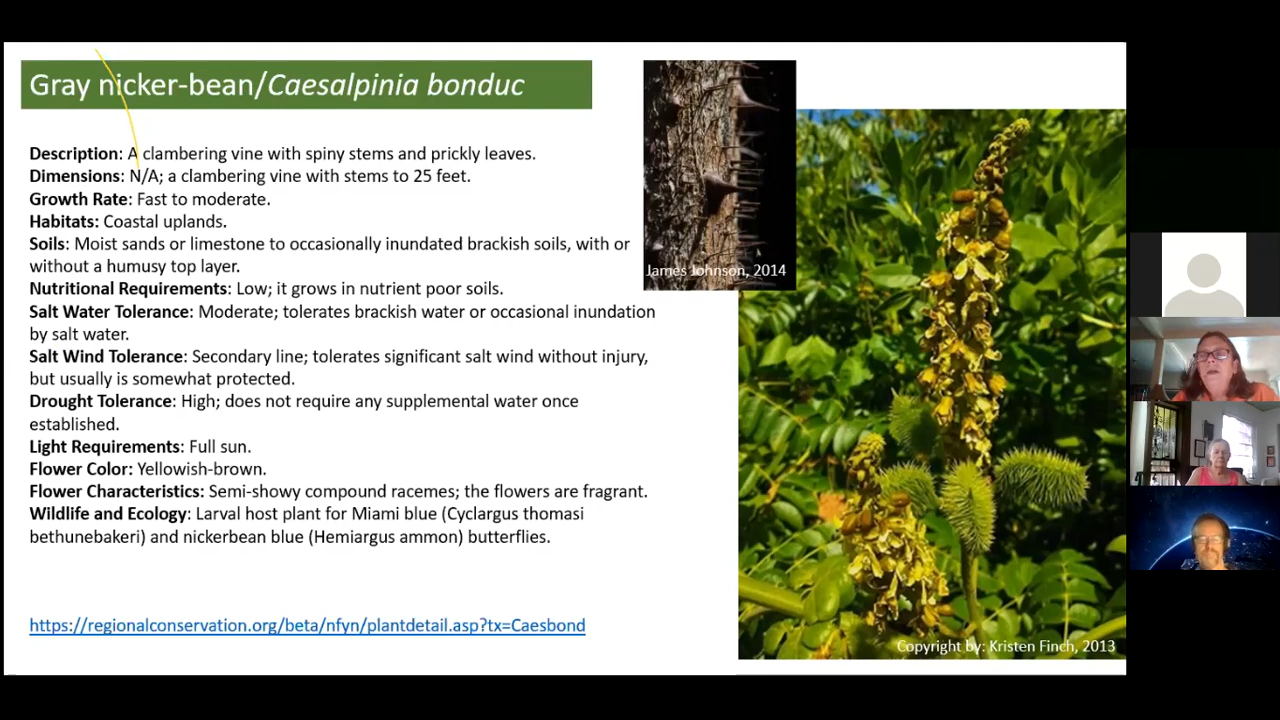 Gray nicker-bean/Caesalpinia bonduc
Description: A clambering vine with spiny stems and prickly leaves.
Dimensions: N/A; a clambering vine with stems to 25 feet.
Growth Rate: Fast to moderate.
Habitats: Coastal uplands.
Soils: Moist sands or limestone to occasionally inundated brackish soils, with or
without a humusy top layer.
Nutritional Requirements: Low; it grows in nutrient poor soils.
Salt Water Tolerance: Moderate; tolerates brackish water or occasional inundation
by salt water.
Salt Wind Tolerance: Secondary line; tolerates significant salt wind without injury,
but usually is somewhat protected.
Drought Tolerance: High; does not require any supplemental water once
established.
Light Requirements: Full sun.
Flower Color: Yellowish-brown.
Flower Characteristics: Semi-showy compound racemes; the flowers are fragrant.
Wildlife and Ecology: Larval host plant for Miami blue (Cyclargus thomasi
bethunebakeri) and nickerbean blue (Hemiargus ammon) butterflies.
https://regionalconservation.org/beta/nfyn/plantdetail.asp?tx=Caesbond
James Johnson, 2014
Copyright by: Kristen Finch, 2013